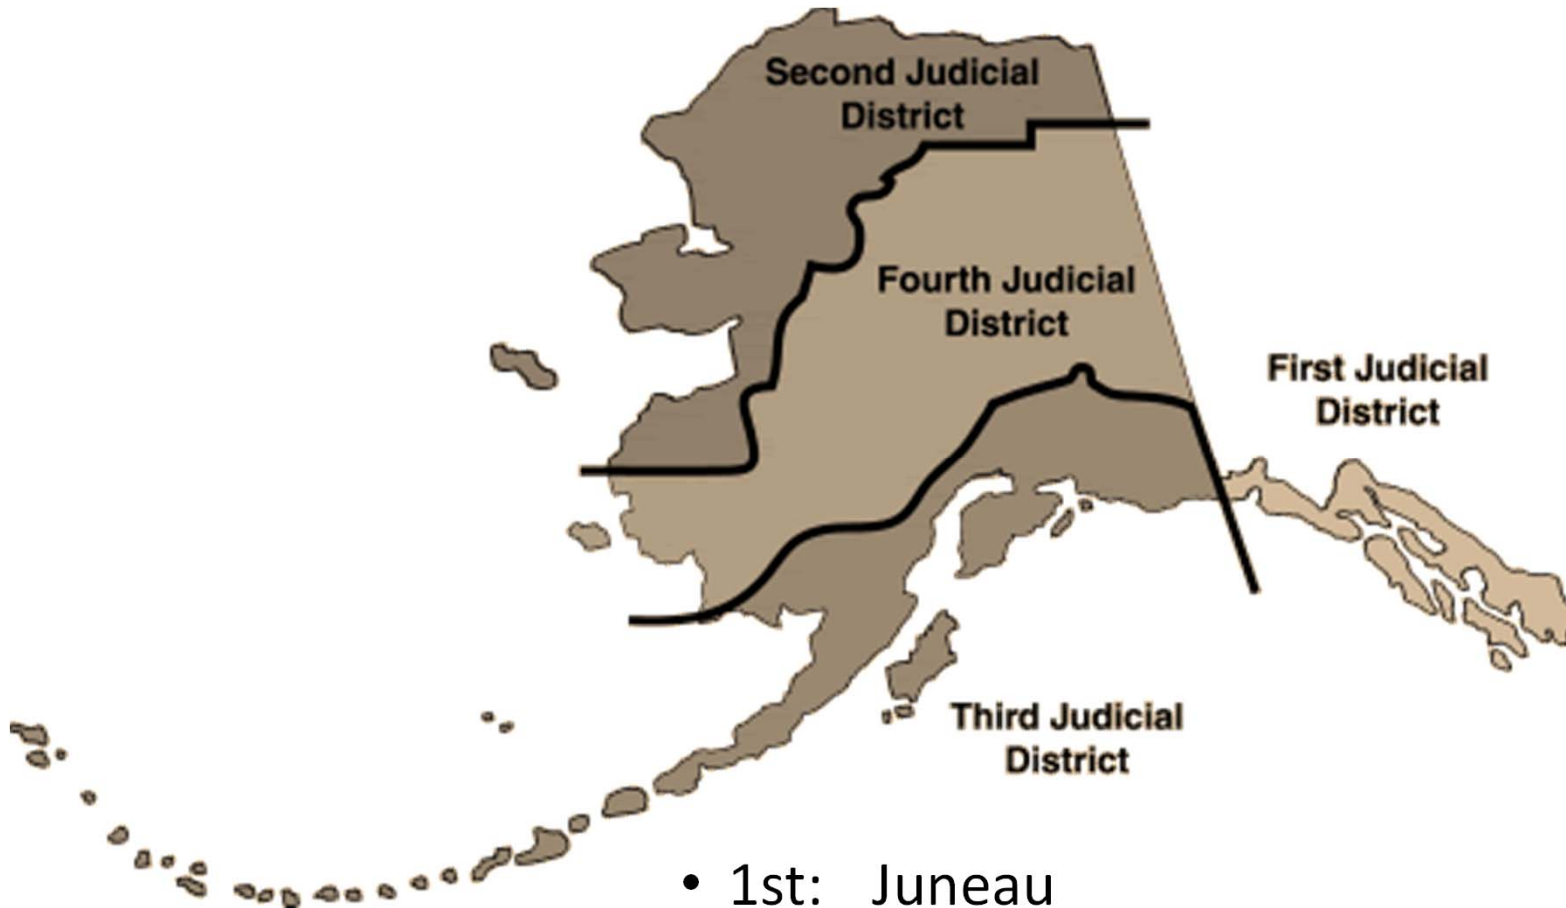 Second Judicial
District
Fourth Judicial
District
First Judicial
District
Third Judicial
District
• 1st: Juneau